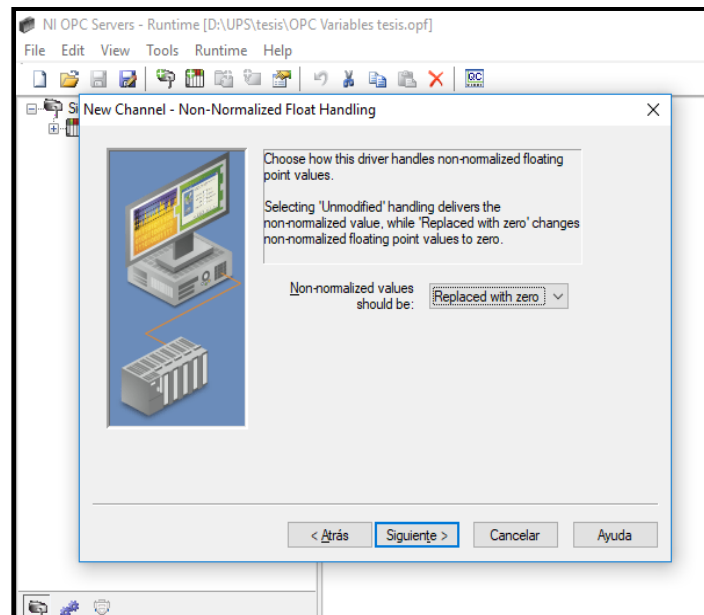 NI OPC Servers - Runtime [D:\UPS\tesis\OPC Variables tesis.opf]
File Edit View Tools Runtime Help
New Channel - Non-Normalized Float Handling
Choose how this driver handles non-normalized floating
point values.
Selecting 'Unmodified' handling delivers the
non-normalized value, while 'Replaced with zero' changes
non-normalized floating point values to zero.
Non-normalized values
should be:
Replaced with zero
< Atrás
Siguiente >
Cancelar
Ayuda